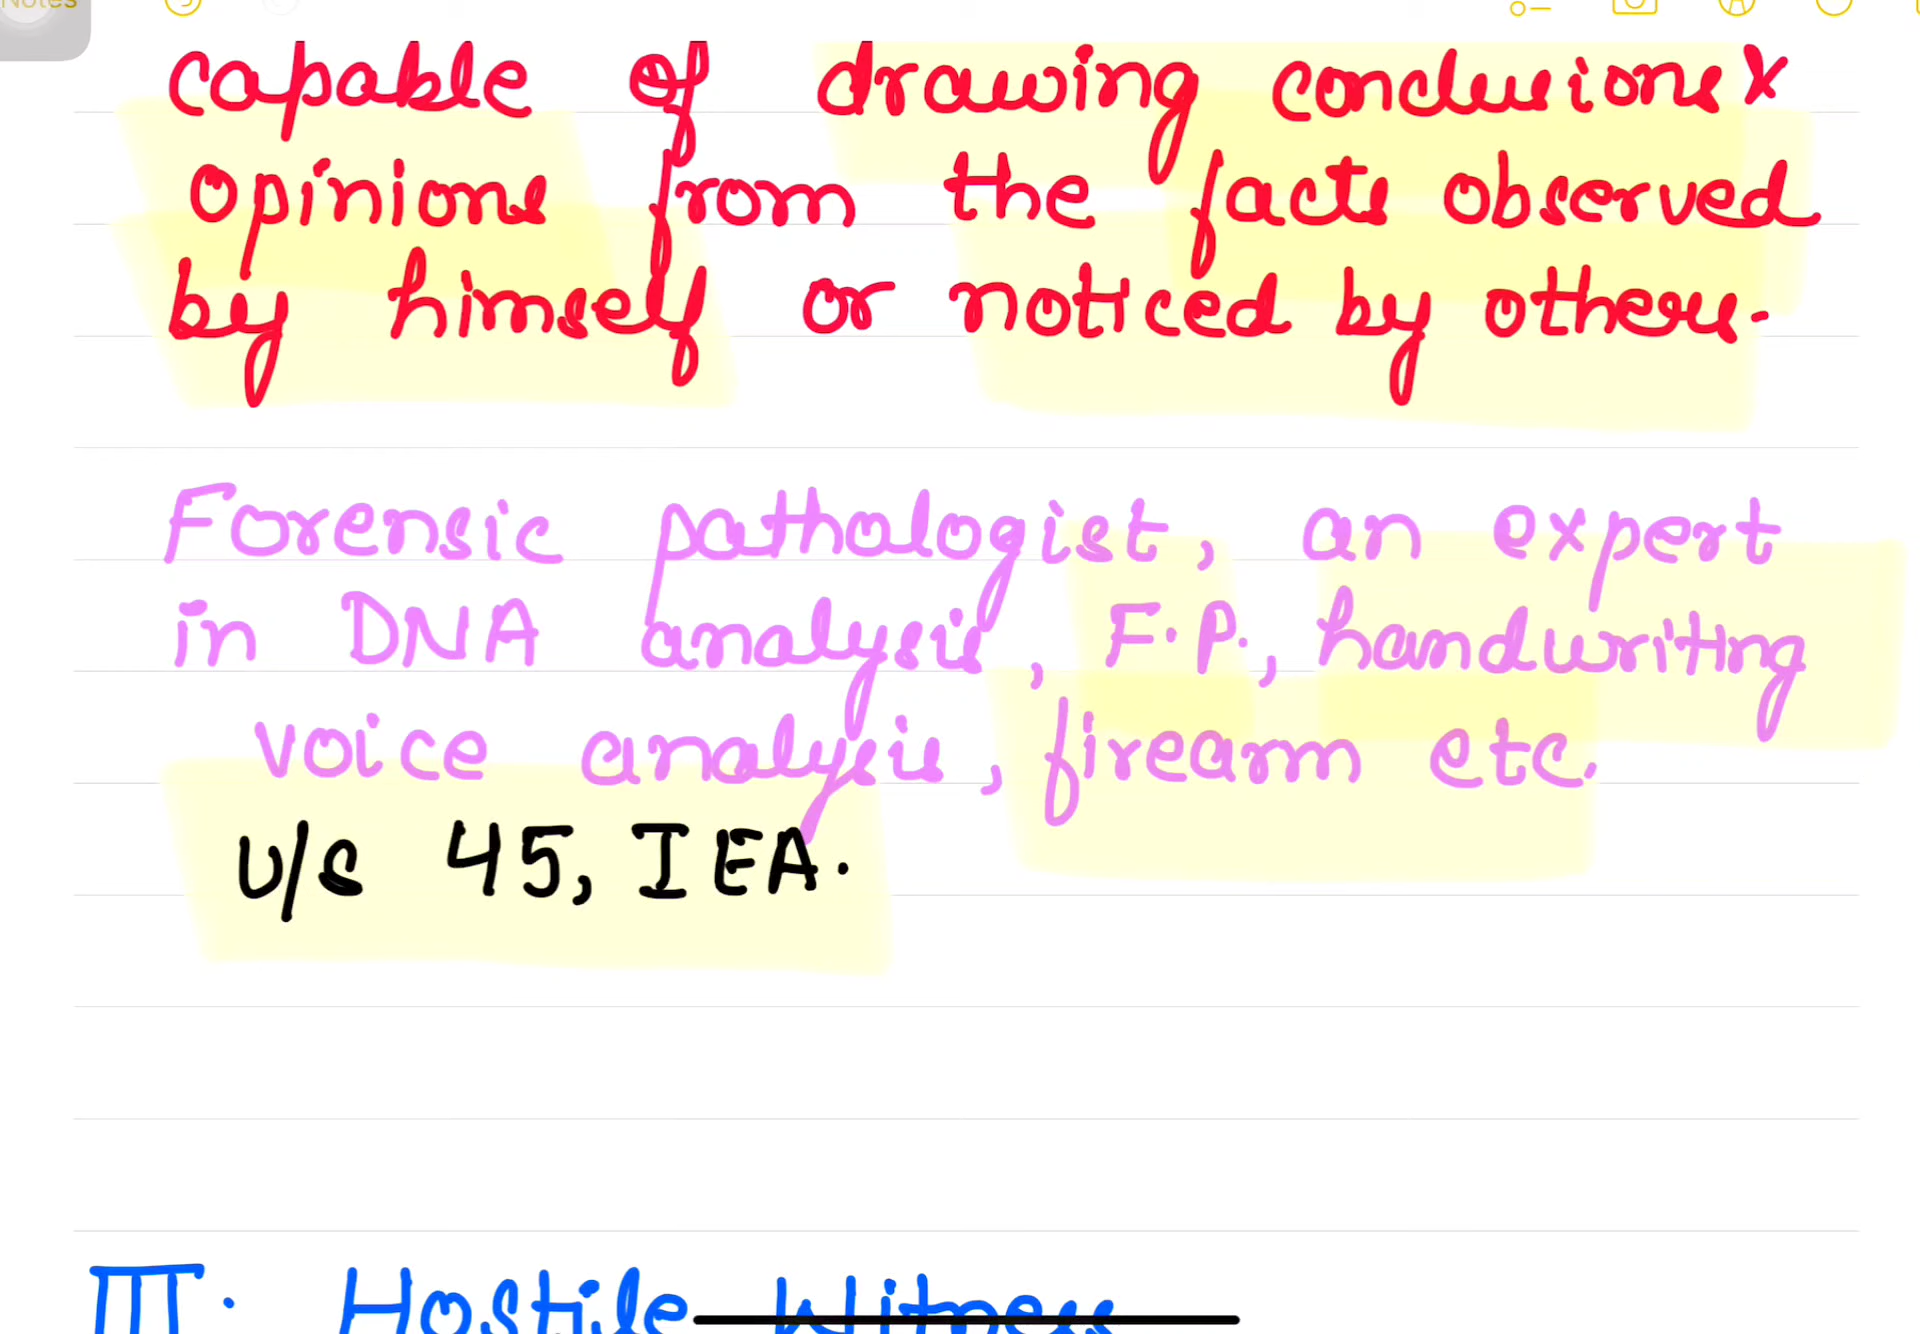 Notes
capable of drawing conclusions &
opinions from the facts observed
by himself or noticed by others.
Forensic pathologist, an expert
in DNA analysis, F.P., handwriting
voice analysis, firearm etc.
u/s 45, IEA.
III. Hostile Witness